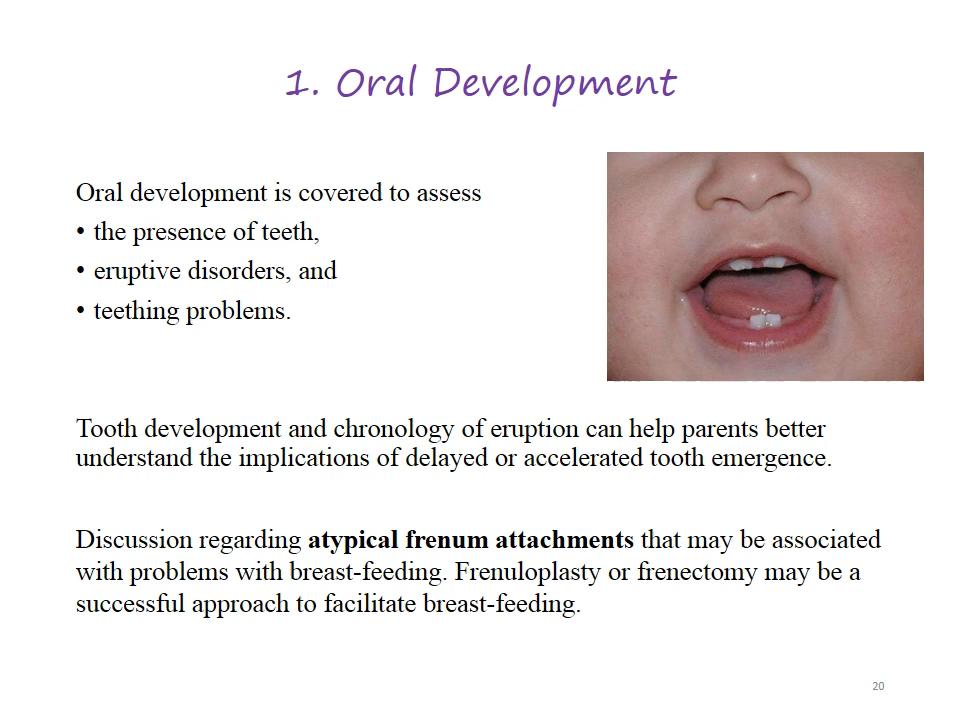 1. Oral Development
Oral development is covered to assess
• the presence of teeth,
• eruptive disorders, and
• teething problems.
Tooth development and chronology of eruption can help parents better
understand the implications of delayed or accelerated tooth emergence.
Discussion regarding atypical frenum attachments that may be associated
with problems with breast-feeding. Frenuloplasty or frenectomy may be a
successful approach to facilitate breast-feeding.
20